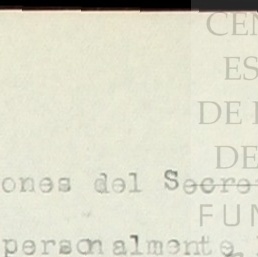 CEN
ES
DE
DE
FUN
ones del Secre
personalmente